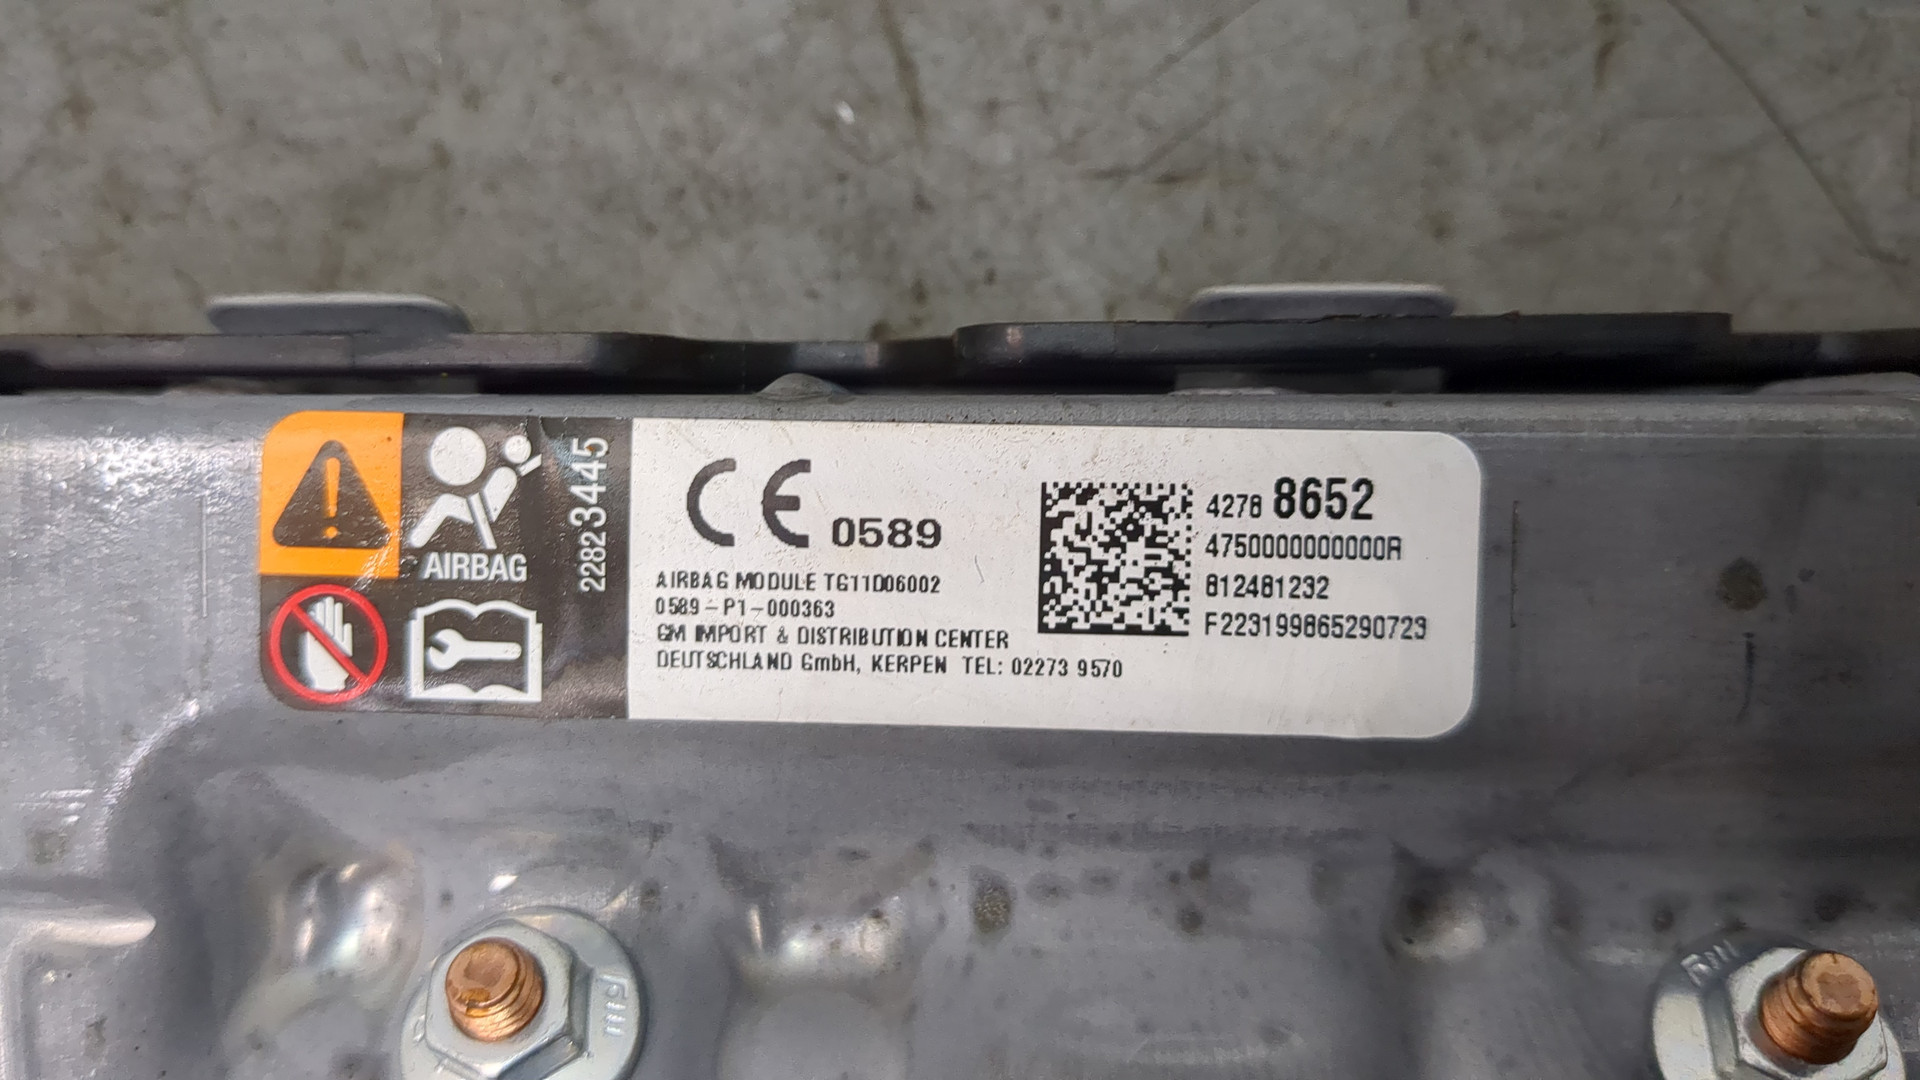 AIRBAG
22823445
CE 0589
AIRBAG MODULE TG11D06002
0589-P1-000363
GM IMPORT & DISTRIBUTION CENTER
DEUTSCHLAND GmbH, KERPEN TEL: 02273 9570
4278 8652
4750000000000R
812481232
F223199865290723